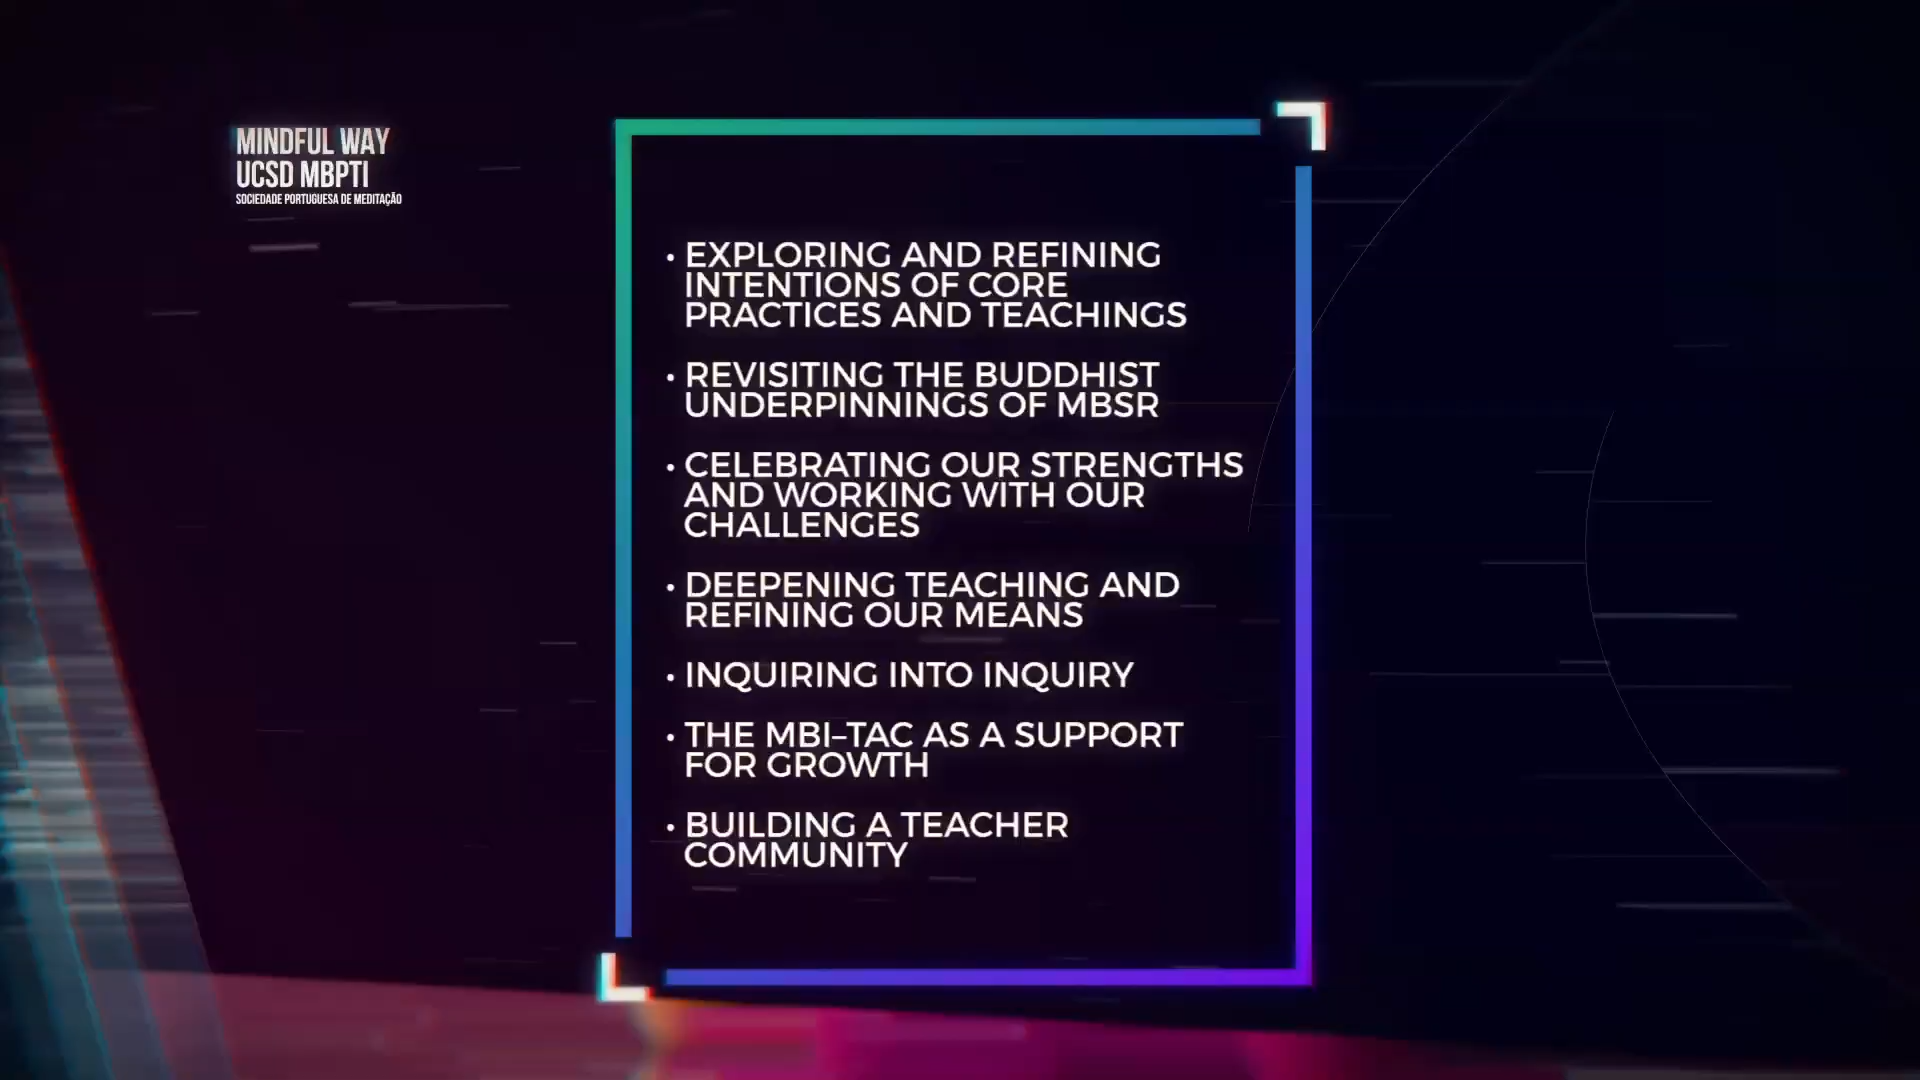 MINDFUL WAY
UCSD MBPTI
SOCIEDADE PORTUGUESA DE MEDITAÇÃO
• EXPLORING AND REFINING
INTENTIONS OF CORE
PRACTICES AND TEACHINGS
• REVISITING THE BUDDHIST
UNDERPINNINGS OF MBSR
• CELEBRATING OUR STRENGTHS
AND WORKING WITH OUR
CHALLENGES
• DEEPENING TEACHING AND
REFINING OUR MEANS
• INQUIRING INTO INQUIRY
• THE MBI–TAC AS A SUPPORT
FOR GROWTH
• BUILDING A TEACHER
COMMUNITY